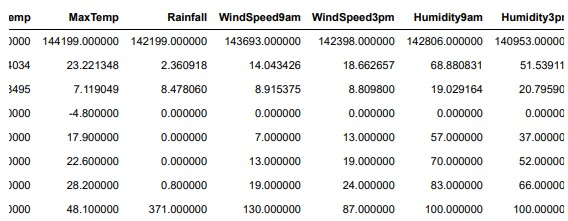 emp MaxTemp Rainfall WindSpeed9am WindSpeed3pm Humidity9am Humidity3p
0000 144199.000000 142199.000000 143693.000000 142398.000000 142806.000000 140953.00000
4034 23.221348 2.360918 14.043426 18.662657 68.880831 51.53911
8495 7.119049 8.478060 8.915375 8.809800 19.029164 20.79590
0000 -4.800000 0.000000 0.000000 0.000000 0.000000 0.00000
0000 17.900000 0.000000 7.000000 13.000000 57.000000 37.00000
0000 22.600000 0.000000 13.000000 19.000000 70.000000 52.00000
0000 28.200000 0.800000 19.000000 24.000000 83.000000 66.00000
0000 48.100000 371.000000 130.000000 87.000000 100.000000 100.00000